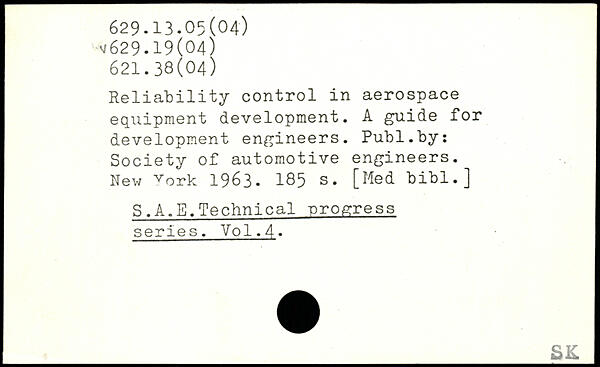 629.13.05(04)
v629.19(04)
621.38(04)
Reliability control in aerospace
equipment development. A guide for
development engineers. Publ.by:
Society of automotive engineers.
New York 1963. 185 s. [Med bibl.]
S.A.E.Technical progress
series. Vol.4.
SK